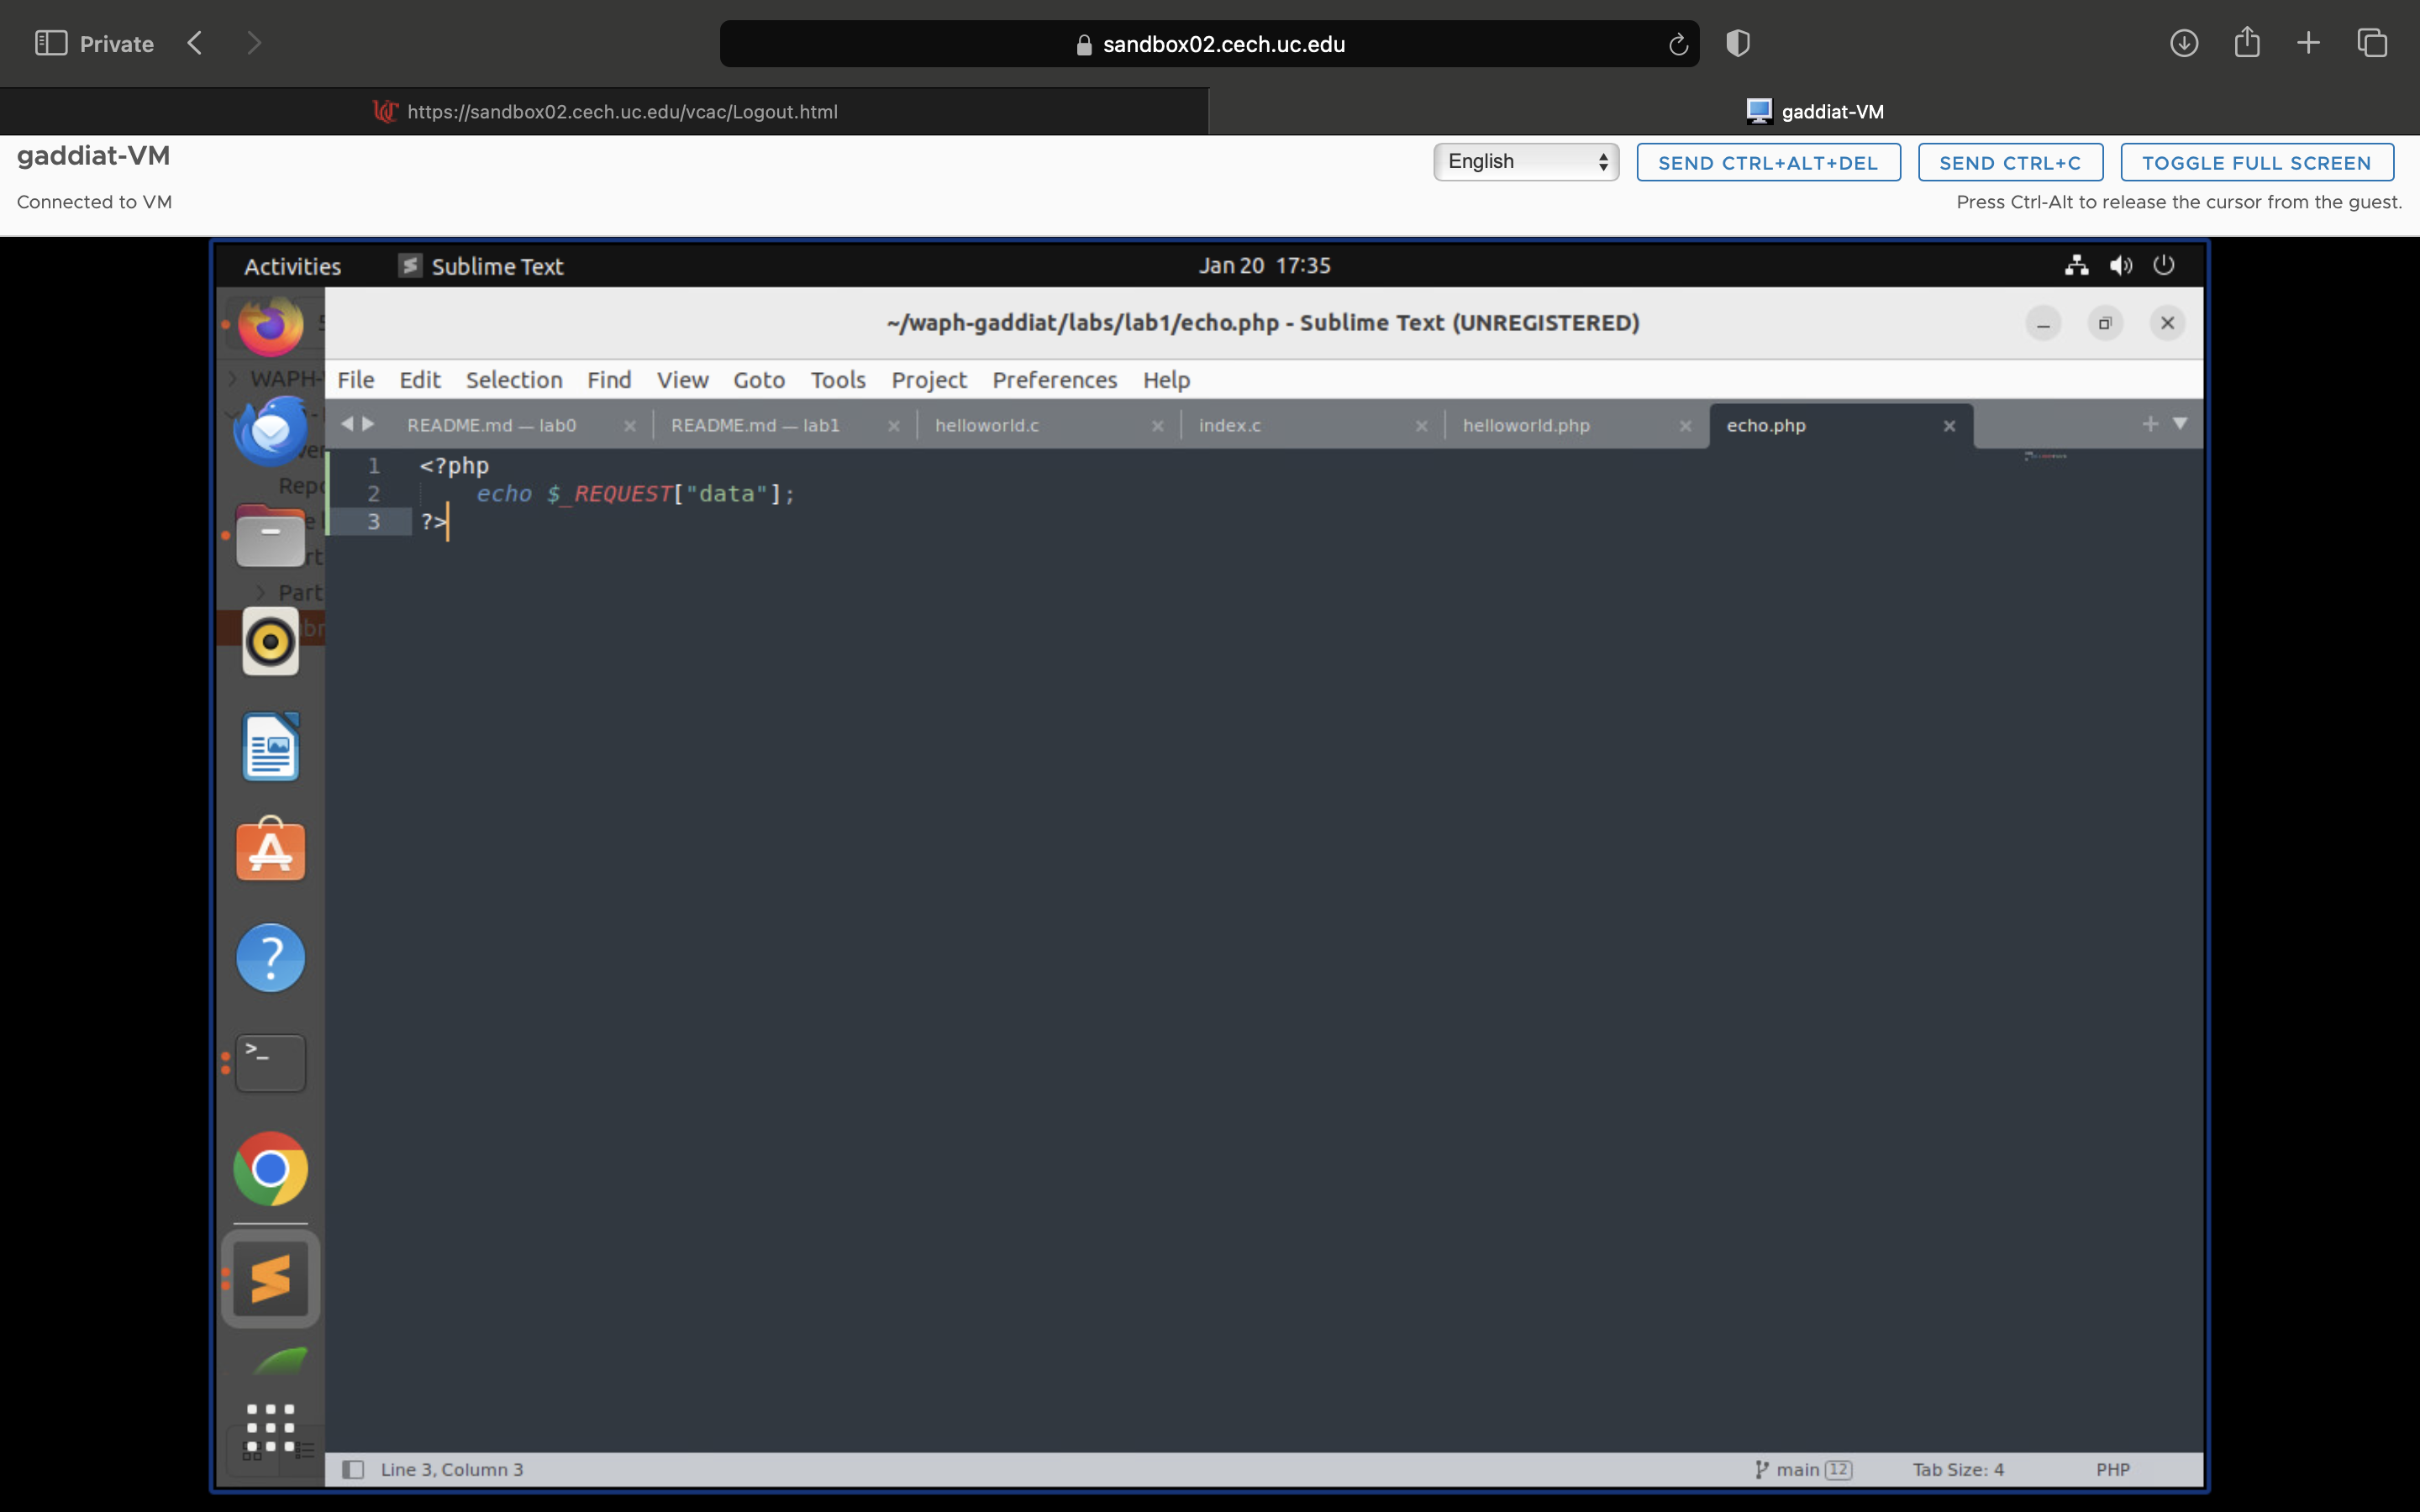 Private
sandbox02.cech.uc.edu
https://sandbox02.cech.uc.edu/vcac/Logout.html
gaddiat-VM
gaddiat-VM
English
SEND CTRL+ALT+DEL
SEND CTRL+C
TOGGLE FULL SCREEN
Connected to VM
Press Ctrl-Alt to release the cursor from the guest.
Activities
Sublime Text
Jan 20 17:35
~/waph-gaddiat/labs/lab1/echo.php - Sublime Text (UNREGISTERED)
WAPH-
File Edit Selection Find View Goto Tools Project Preferences Help
README.md — lab0
README.md — lab1
helloworld.c
index.c
helloworld.php
echo.php
1 <?php
2 echo $_REQUEST["data"];
3 ?>
Part
Line 3, Column 3
main 12
Tab Size: 4
PHP